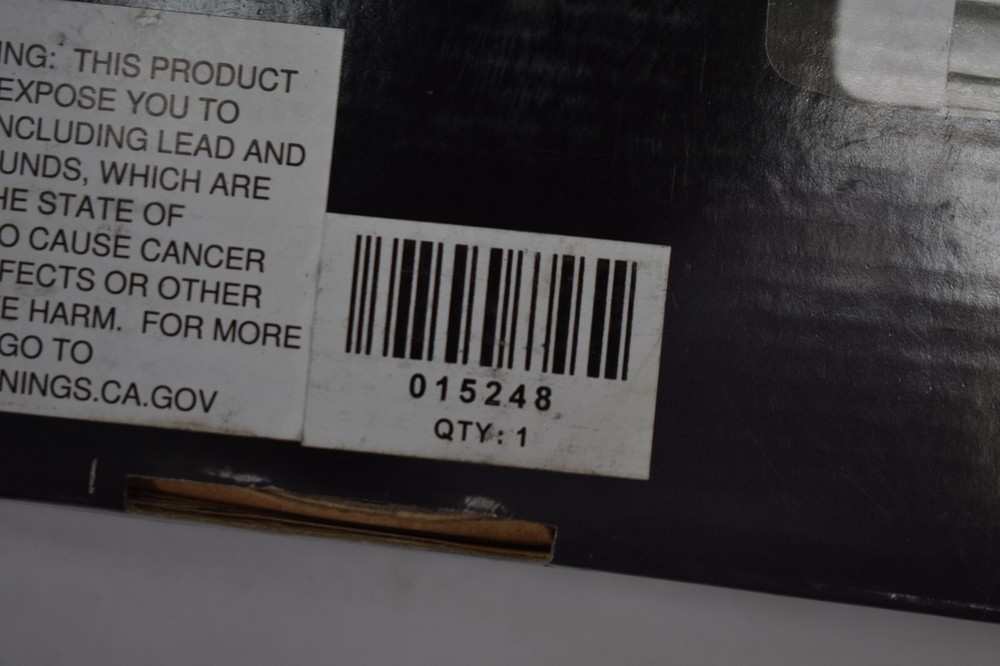 ING: THIS PRODUCT
EXPOSE YOU TO
NCLUDING LEAD AND
UNDS, WHICH ARE
HE STATE OF
O CAUSE CANCER
FECTS OR OTHER
E HARM. FOR MORE
GO TO
NINGS.CA.GOV
015248
QTY: 1